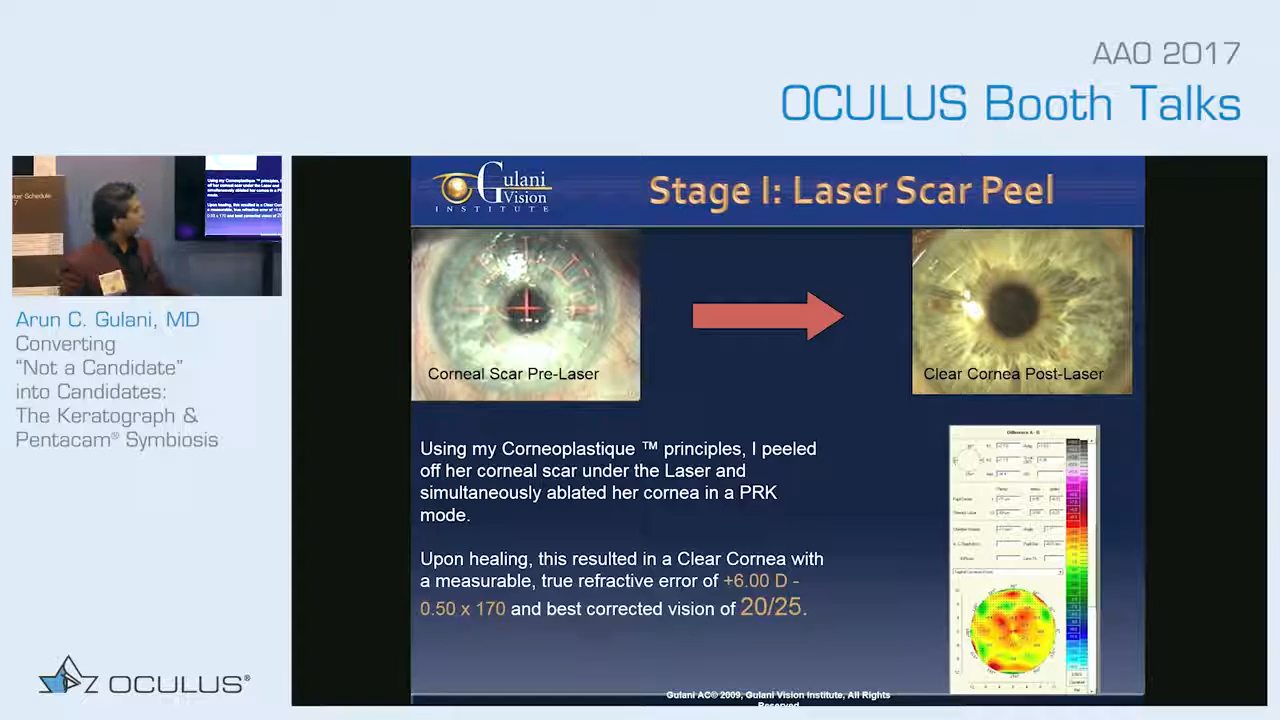 AAO 2017
OCULUS Booth Talks
Arun C. Gulani, MD
Converting
“Not a Candidate”
into Candidates:
The Keratograph &
Pentacam® Symbiosis
OCULUS®
Gulani
Vision
INSTITUTE
Stage I: Laser Scar Peel
Corneal Scar Pre-Laser
Clear Cornea Post-Laser
Using my Corneoplastique ™ principles, I peeled
off her corneal scar under the Laser and
simultaneously ablated her cornea in a PRK
mode.
Upon healing, this resulted in a Clear Cornea with
a measurable, true refractive error of +6.00 D -
0.50 x 170 and best corrected vision of 20/25.
Difference A - B
Gulani AC© 2009, Gulani Vision Institute, All Rights
Reserved